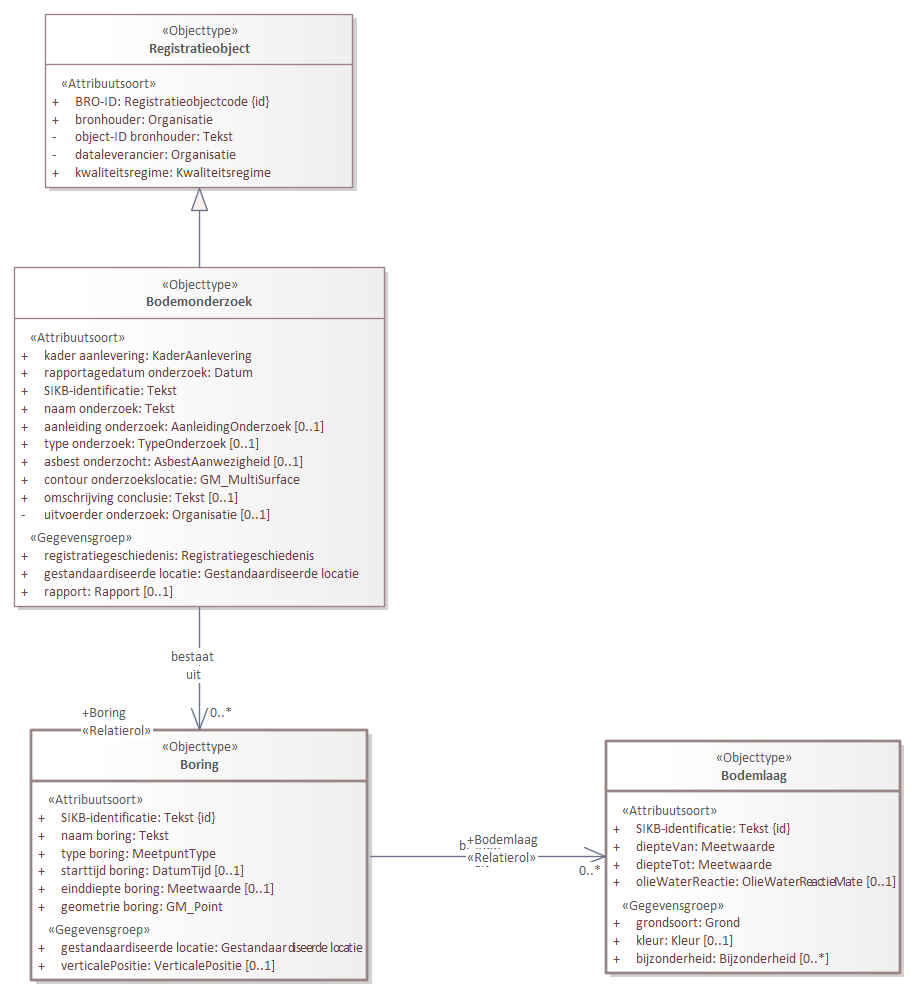 «Objecttype»
Registratieobject
«Attribuutsoort»
+ BRO-ID: Registratieobjectcode {id}
+ bronhouder: Organisatie
- object-ID bronhouder: Tekst
- dataleverancier: Organisatie
+ kwaliteitsregime: Kwaliteitsregime
«Objecttype»
Bodemonderzoek
«Attribuutsoort»
+ kader aanlevering: KaderAanlevering
+ rapportagedatum onderzoek: Datum
+ SIKB-identificatie: Tekst
+ naam onderzoek: Tekst
+ aanleiding onderzoek: AanleidingOnderzoek [0..1]
+ type onderzoek: TypeOnderzoek [0..1]
+ asbest onderzocht: AsbestAanwezigheid [0..1]
+ contour onderzoekslocatie: GM_MultiSurface
+ omschrijving conclusie: Tekst [0..1]
- uitvoerder onderzoek: Organisatie [0..1]
«Gegevensgroep»
+ registratiegeschiedenis: Registratiegeschiedenis
+ gestandaardiseerde locatie: Gestandaardiseerde locatie
+ rapport: Rapport [0..1]
bestaat
uit
+Boring 0..*
«Relatierol»
«Objecttype»
Boring
«Attribuutsoort»
+ SIKB-identificatie: Tekst {id}
+ naam boring: Tekst
+ type boring: MeetpuntType
+ starttijd boring: DatumTijd [0..1]
+ einddiepte boring: Meetwaarde [0..1]
+ geometrie boring: GM_Point
«Gegevensgroep»
+ gestandaardiseerde locatie: Gestandaardiseerde locatie
+ verticalePositie: VerticalePositie [0..1]
+Bodemlaag
«Relatierol»
0..*
«Objecttype»
Bodemlaag
«Attribuutsoort»
+ SIKB-identificatie: Tekst {id}
+ diepteVan: Meetwaarde
+ diepteTot: Meetwaarde
+ olieWaterReactie: OlieWaterReactieMate [0..1]
«Gegevensgroep»
+ grondsoort: Grond
+ kleur: Kleur [0..1]
+ bijzonderheid: Bijzonderheid [0..*]